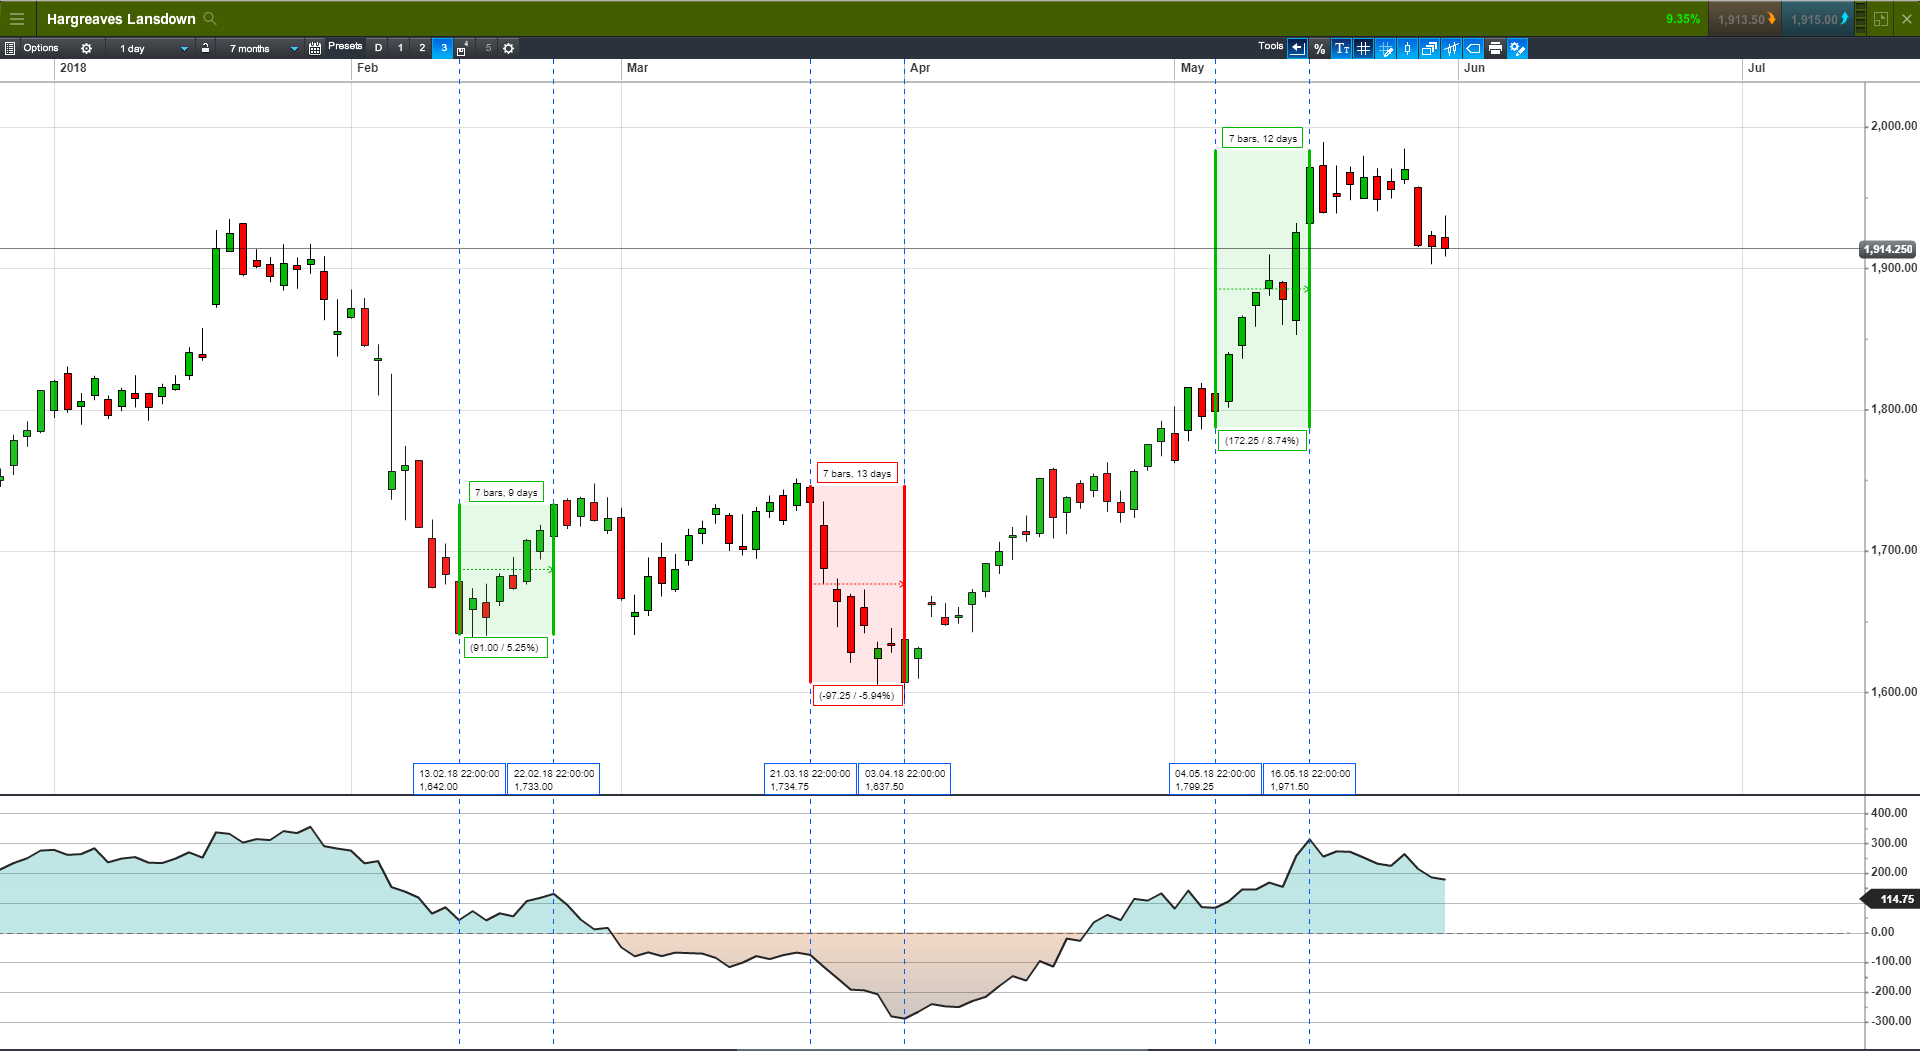 Hargreaves Lansdown
9.35% 1,913.50 1,915.00
Options 1 day 7 months Presets D 1 2 3 4 5 Tools % TT
2018 Feb Mar Apr May Jun Jul
2,000.00
7 bars, 12 days
1,914.250
1,900.00
1,800.00
(172.25 / 8.74%)
7 bars, 13 days
7 bars, 9 days
1,700.00
(91.00 / 5.25%)
(-97.25 / -5.94%)
1,600.00
13.02.18 22:00:00
1,642.00
22.02.18 22:00:00
1,733.00
21.03.18 22:00:00
1,734.75
03.04.18 22:00:00
1,637.50
04.05.18 22:00:00
1,799.25
16.05.18 22:00:00
1,971.50
400.00
300.00
200.00
114.75
0.00
-100.00
-200.00
-300.00